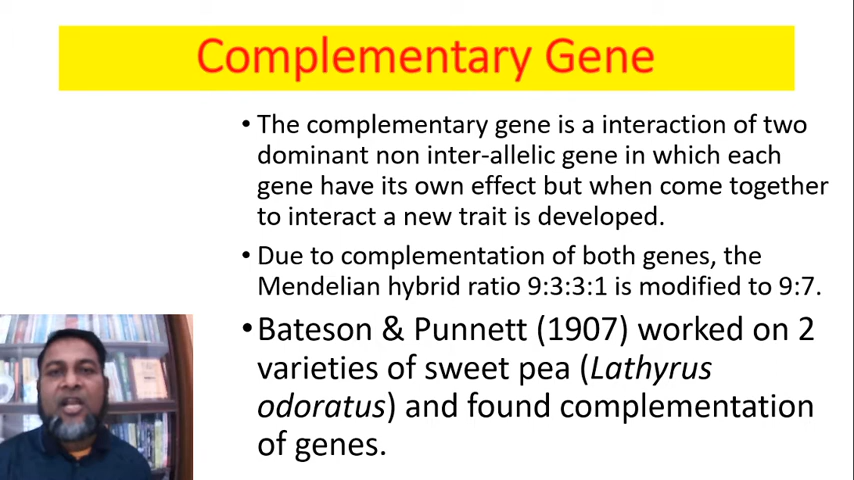 Complementary Gene
• The complementary gene is a interaction of two
dominant non inter-allelic gene in which each
gene have its own effect but when come together
to interact a new trait is developed.
• Due to complementation of both genes, the
Mendelian hybrid ratio 9:3:3:1 is modified to 9:7.
• Bateson & Punnett (1907) worked on 2
varieties of sweet pea (Lathyrus
odoratus) and found complementation
of genes.